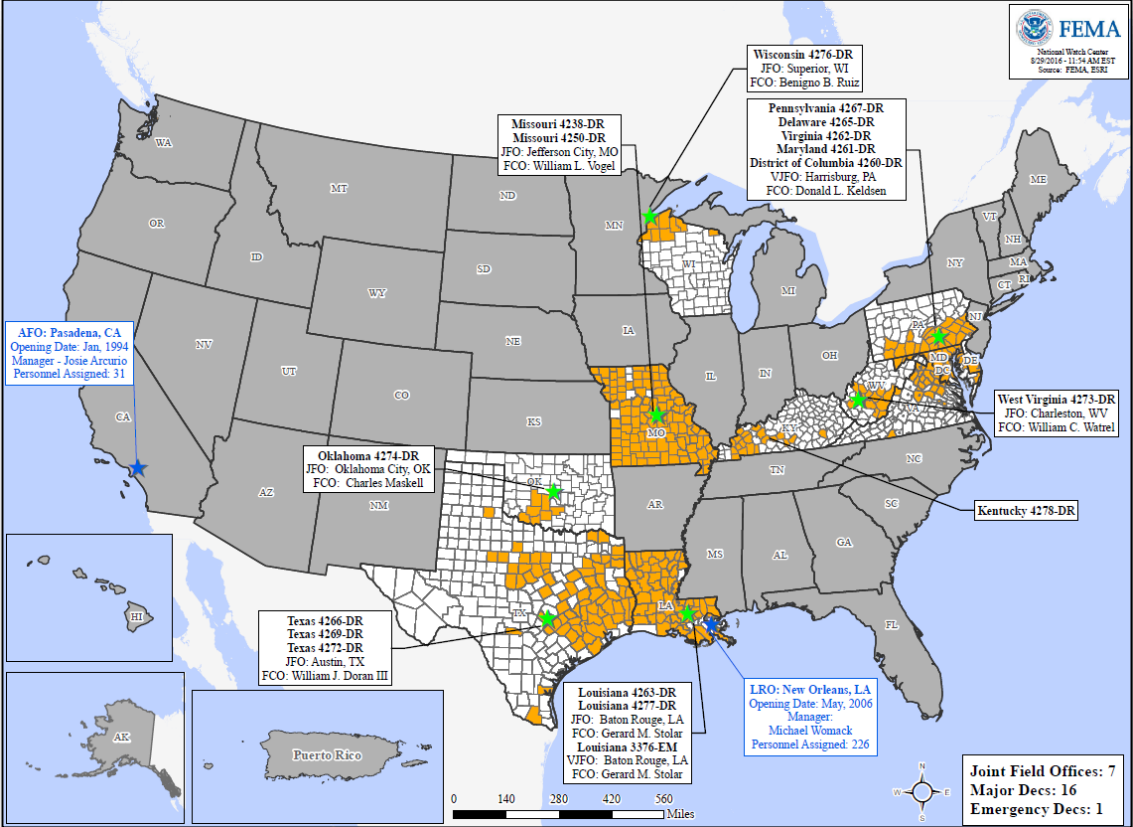 FEMA
National Watch Center
8/29/2016 - 11:54 AM EST
Source: FEMA, ESRI
Wisconsin 4276-DR
JFO: Superior, WI
FCO: Benigno B. Ruiz
Pennsylvania 4267-DR
Delaware 4265-DR
Virginia 4262-DR
Maryland 4261-DR
District of Columbia 4260-DR
VJFO: Harrisburg, PA
FCO: Donald L. Keldsen
Missouri 4238-DR
Missouri 4250-DR
JFO: Jefferson City, MO
FCO: William L. Vogel
WA
MT
ND
MN
ME
OR
ID
SD
WI
VT
NH
NY
MA
CT
RI
WY
MI
IA
NE
PA
NJ
AFO: Pasadena, CA
Opening Date: Jan, 1994
Manager - Josie Arcurio
Personnel Assigned: 31
NV
UT
CO
IL
IN
OH
MD
DE
DC
WV
VA
CA
KS
MO
KY
West Virginia 4273-DR
JFO: Charleston, WV
FCO: William C. Watrel
Oklahoma 4274-DR
JFO: Oklahoma City, OK
FCO: Charles Maskell
AZ
NM
OK
TN
NC
AR
SC
Kentucky 4278-DR
MS
AL
GA
HI
TX
LA
FL
Texas 4266-DR
Texas 4269-DR
Texas 4272-DR
JFO: Austin, TX
FCO: William J. Doran III
Louisiana 4263-DR
Louisiana 4277-DR
JFO: Baton Rouge, LA
FCO: Gerard M. Stolar
Louisiana 3376-EM
VJFO: Baton Rouge, LA
FCO: Gerard M. Stolar
LRO: New Orleans, LA
Opening Date: May, 2006
Manager:
Michael Womack
Personnel Assigned: 226
AK
Puerto Rico
N
W
E
S
0 140 280 420 560
Miles
Joint Field Offices: 7
Major Decs: 16
Emergency Decs: 1